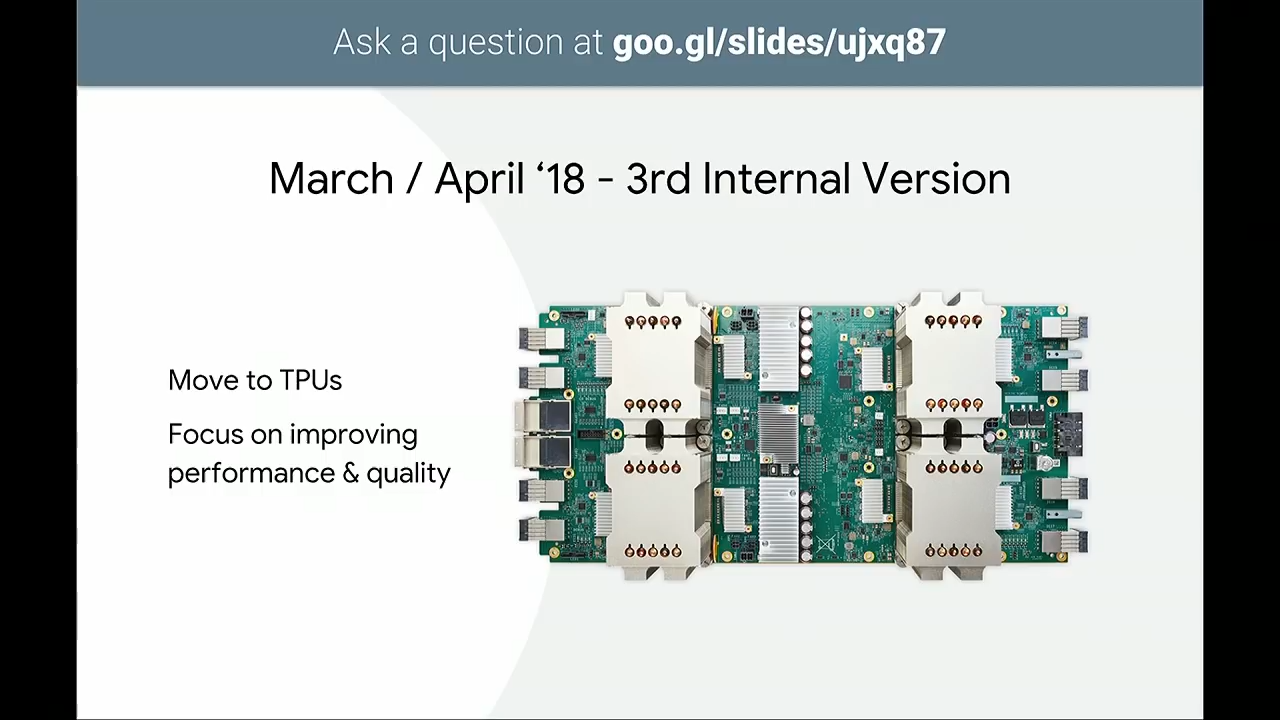 Ask a question at goo.gl/slides/ujxq87
March / April ‘18 - 3rd Internal Version
Move to TPUs
Focus on improving
performance & quality